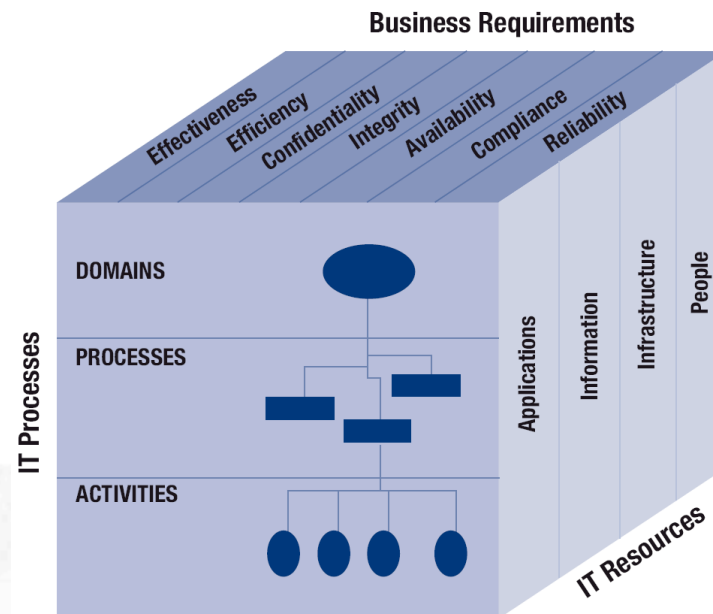 Business Requirements
Effectiveness
Efficiency
Confidentiality
Integrity
Availability
Compliance
Reliability
IT Processes
DOMAINS
PROCESSES
ACTIVITIES
Applications
Information
Infrastructure
People
IT Resources